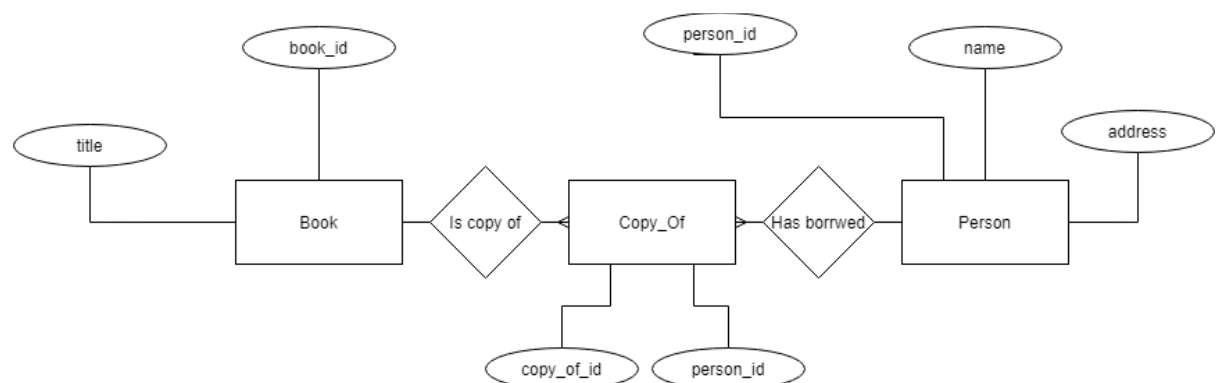 person_id
book_id
name
title
address
Book
Is copy of
Copy_Of
Has borrwed
Person
copy_of_id
person_id